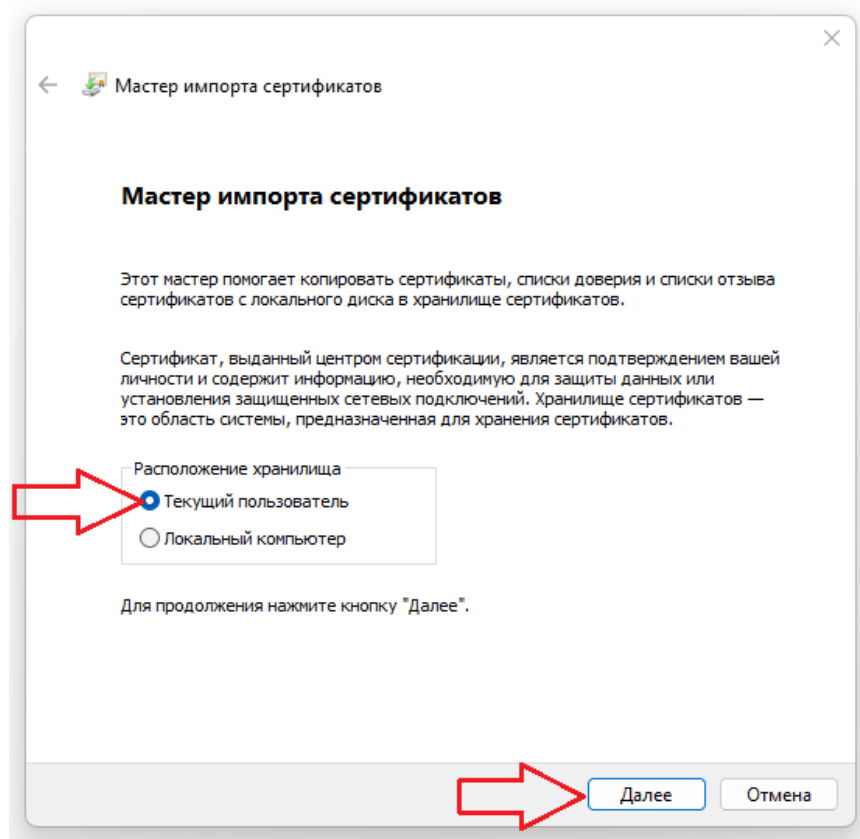 Мастер импорта сертификатов
Мастер импорта сертификатов
Этот мастер помогает копировать сертификаты, списки доверия и списки отзыва
сертификатов с локального диска в хранилище сертификатов.
Сертификат, выданный центром сертификации, является подтверждением вашей
личности и содержит информацию, необходимую для защиты данных или
установления защищенных сетевых подключений. Хранилище сертификатов —
это область системы, предназначенная для хранения сертификатов.
Расположение хранилища
Текущий пользователь
Локальный компьютер
Для продолжения нажмите кнопку "Далее".
Далее
Отмена